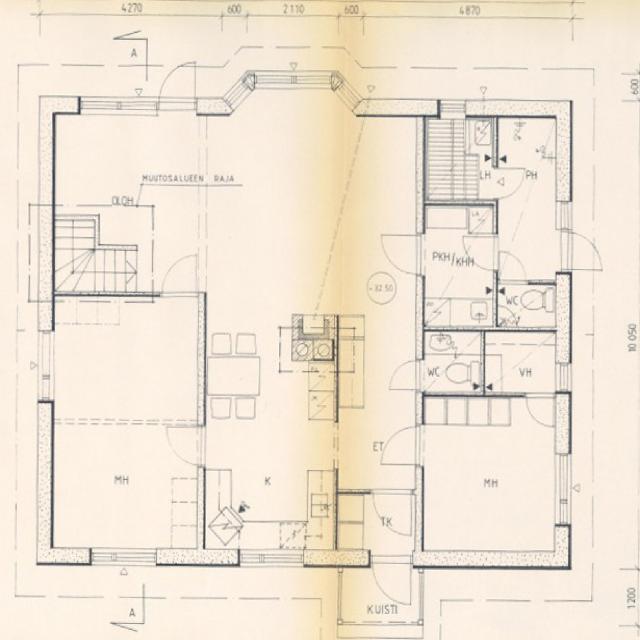 4270 600 2110 600 4870
600
A
MUUTOSALUEEN RAJA
OLOH
LH PH
PKH/KHH
-32.50
WC
WC VH
10 050
ET
MH K MH
TK
1200
A
KUISTI